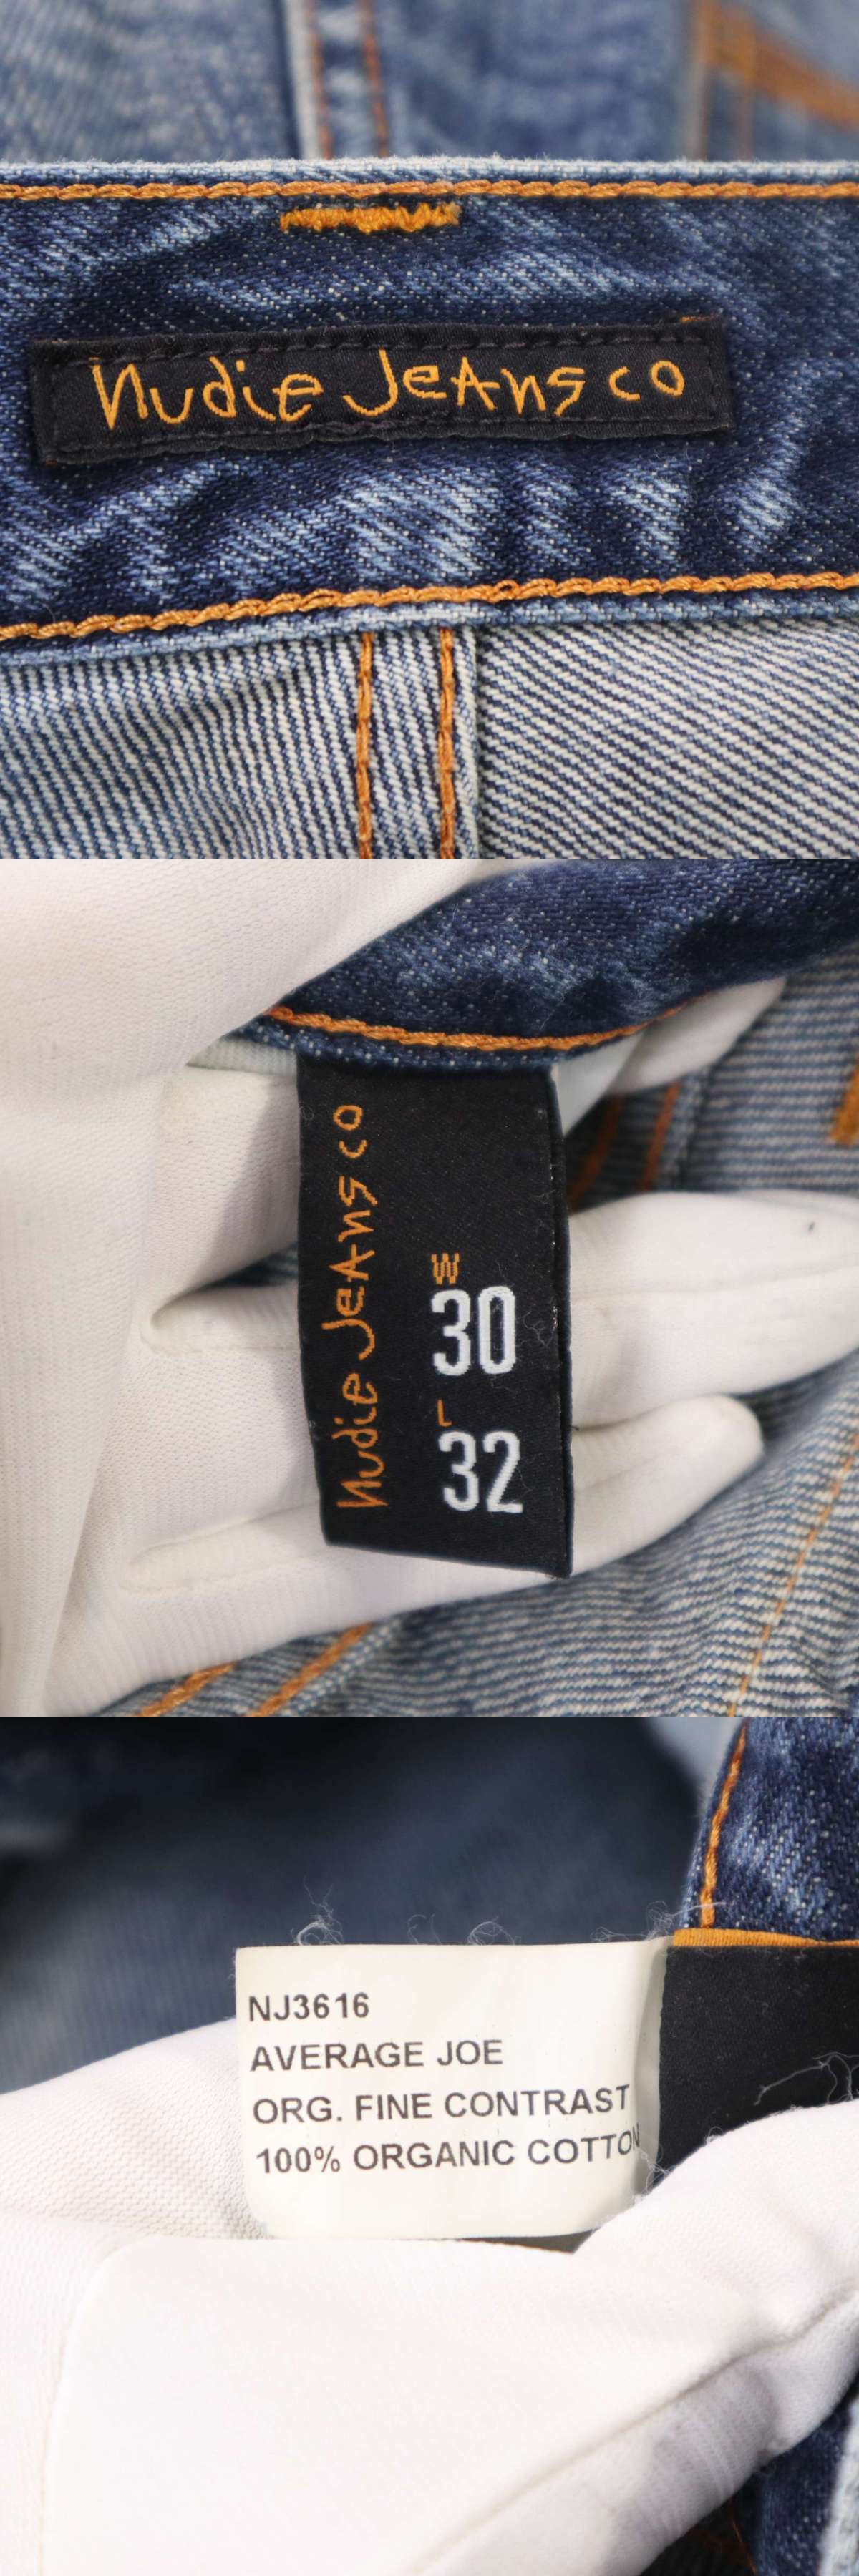 Nudie Jeans co
Nudie Jeans co
W
30
L
32
NJ3616
AVERAGE JOE
ORG. FINE CONTRAST
100% ORGANIC COTTON